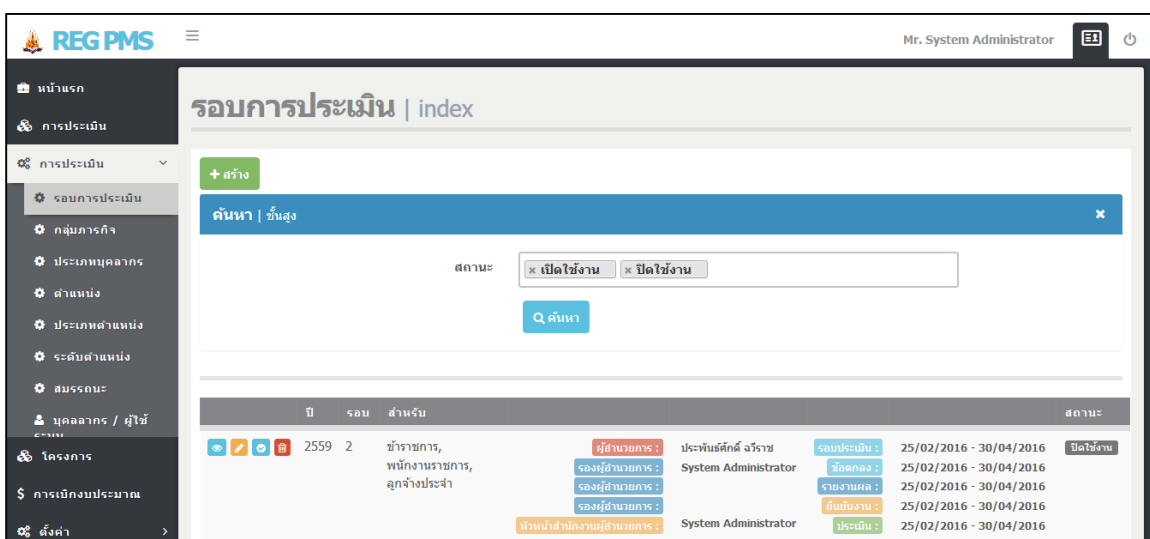 REG PMS
Mr. System Administrator
หน้าแรก
การประเมิน
การประเมิน
รอบการประเมิน
กลุ่มภารกิจ
ประเภทบุคลากร
ตำแหน่ง
ประเภทตำแหน่ง
ระดับตำแหน่ง
สมรรถนะ
บุคลลากร / ผู้ใช้
โครงการ
$ การเบิกงบประมาณ
ตั้งค่า
รอบการประเมิน | index
+ สร้าง
ค้นหา | ชั้นสูง
สถานะ × เปิดใช้งาน × ปิดใช้งาน
ค้นหา
ปี รอบ สำหรับ สถานะ
2559 2 ข้าราชการ, ผู้อำนวยการ : ประพันธ์ศักดิ์ ฉวีราช รอบประเมิน : 25/02/2016 - 30/04/2016 ปิดใช้งาน
พนักงานราชการ, รองผู้อำนวยการ : System Administrator ข้อตกลง : 25/02/2016 - 30/04/2016
ลูกจ้างประจำ รองผู้อำนวยการ : รายงานผล : 25/02/2016 - 30/04/2016
รองผู้อำนวยการ : ยืนยันงาน : 25/02/2016 - 30/04/2016
หัวหน้าสำนักงานผู้อำนวยการ : System Administrator ประเมิน : 25/02/2016 - 30/04/2016